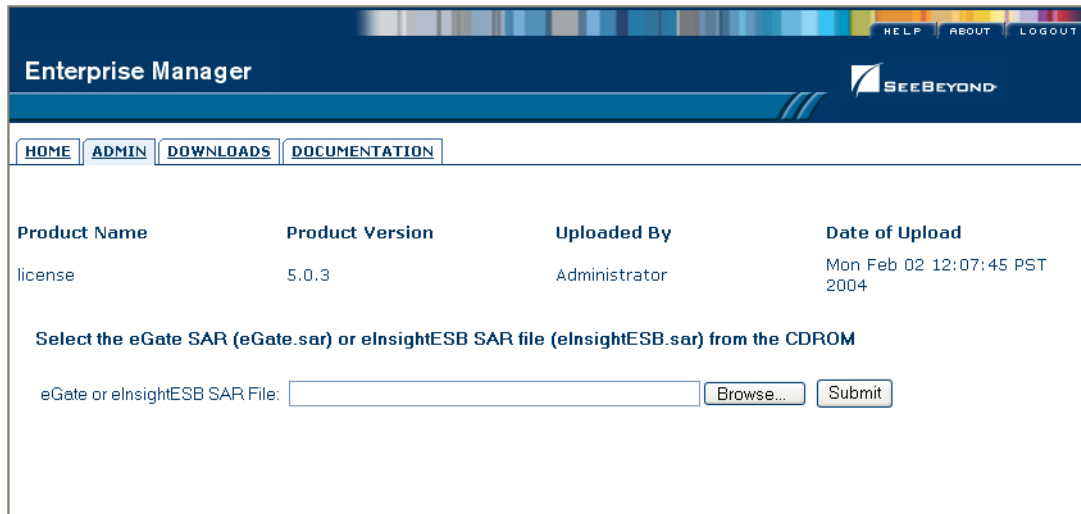 HELP ABOUT LOGOUT
Enterprise Manager
SEEBEYOND
HOME ADMIN DOWNLOADS DOCUMENTATION
Product Name Product Version Uploaded By Date of Upload
license 5.0.3 Administrator Mon Feb 02 12:07:45 PST
2004
Select the eGate SAR (eGate.sar) or eInsightESB SAR file (eInsightESB.sar) from the CDROM
eGate or eInsightESB SAR File: Browse... Submit